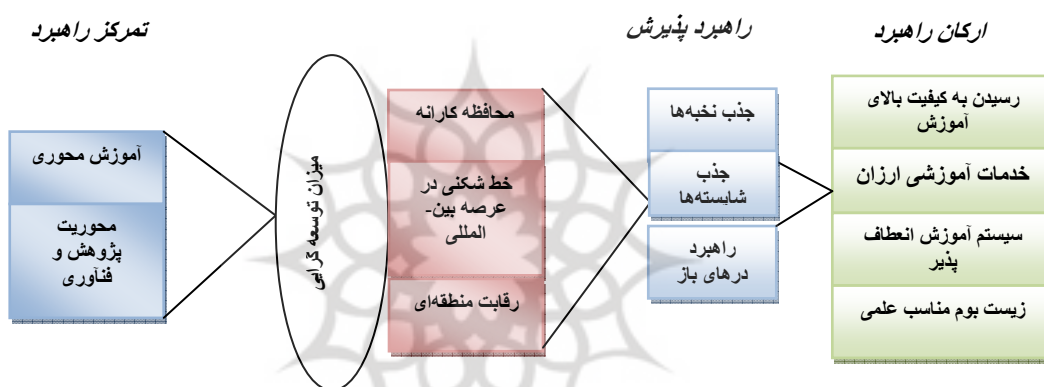 ارکان راهبرد
راهبرد پذیرش
تمرکز راهبرد
رسیدن به کیفیت بالای
آموزش
خدمات آموزشی ارزان
سیستم آموزش انعطاف
پذیر
زیست بوم مناسب علمی
جذب نخبه‌ها
جذب
شایسته‌ها
راهبرد
درهای باز
محافظه کارانه
خط شکنی در
عرصه بین-
المللی
رقابت منطقه‌ای
میزان توسعه گرایی
آموزش محوری
محوریت
پژوهش و
فنآوری